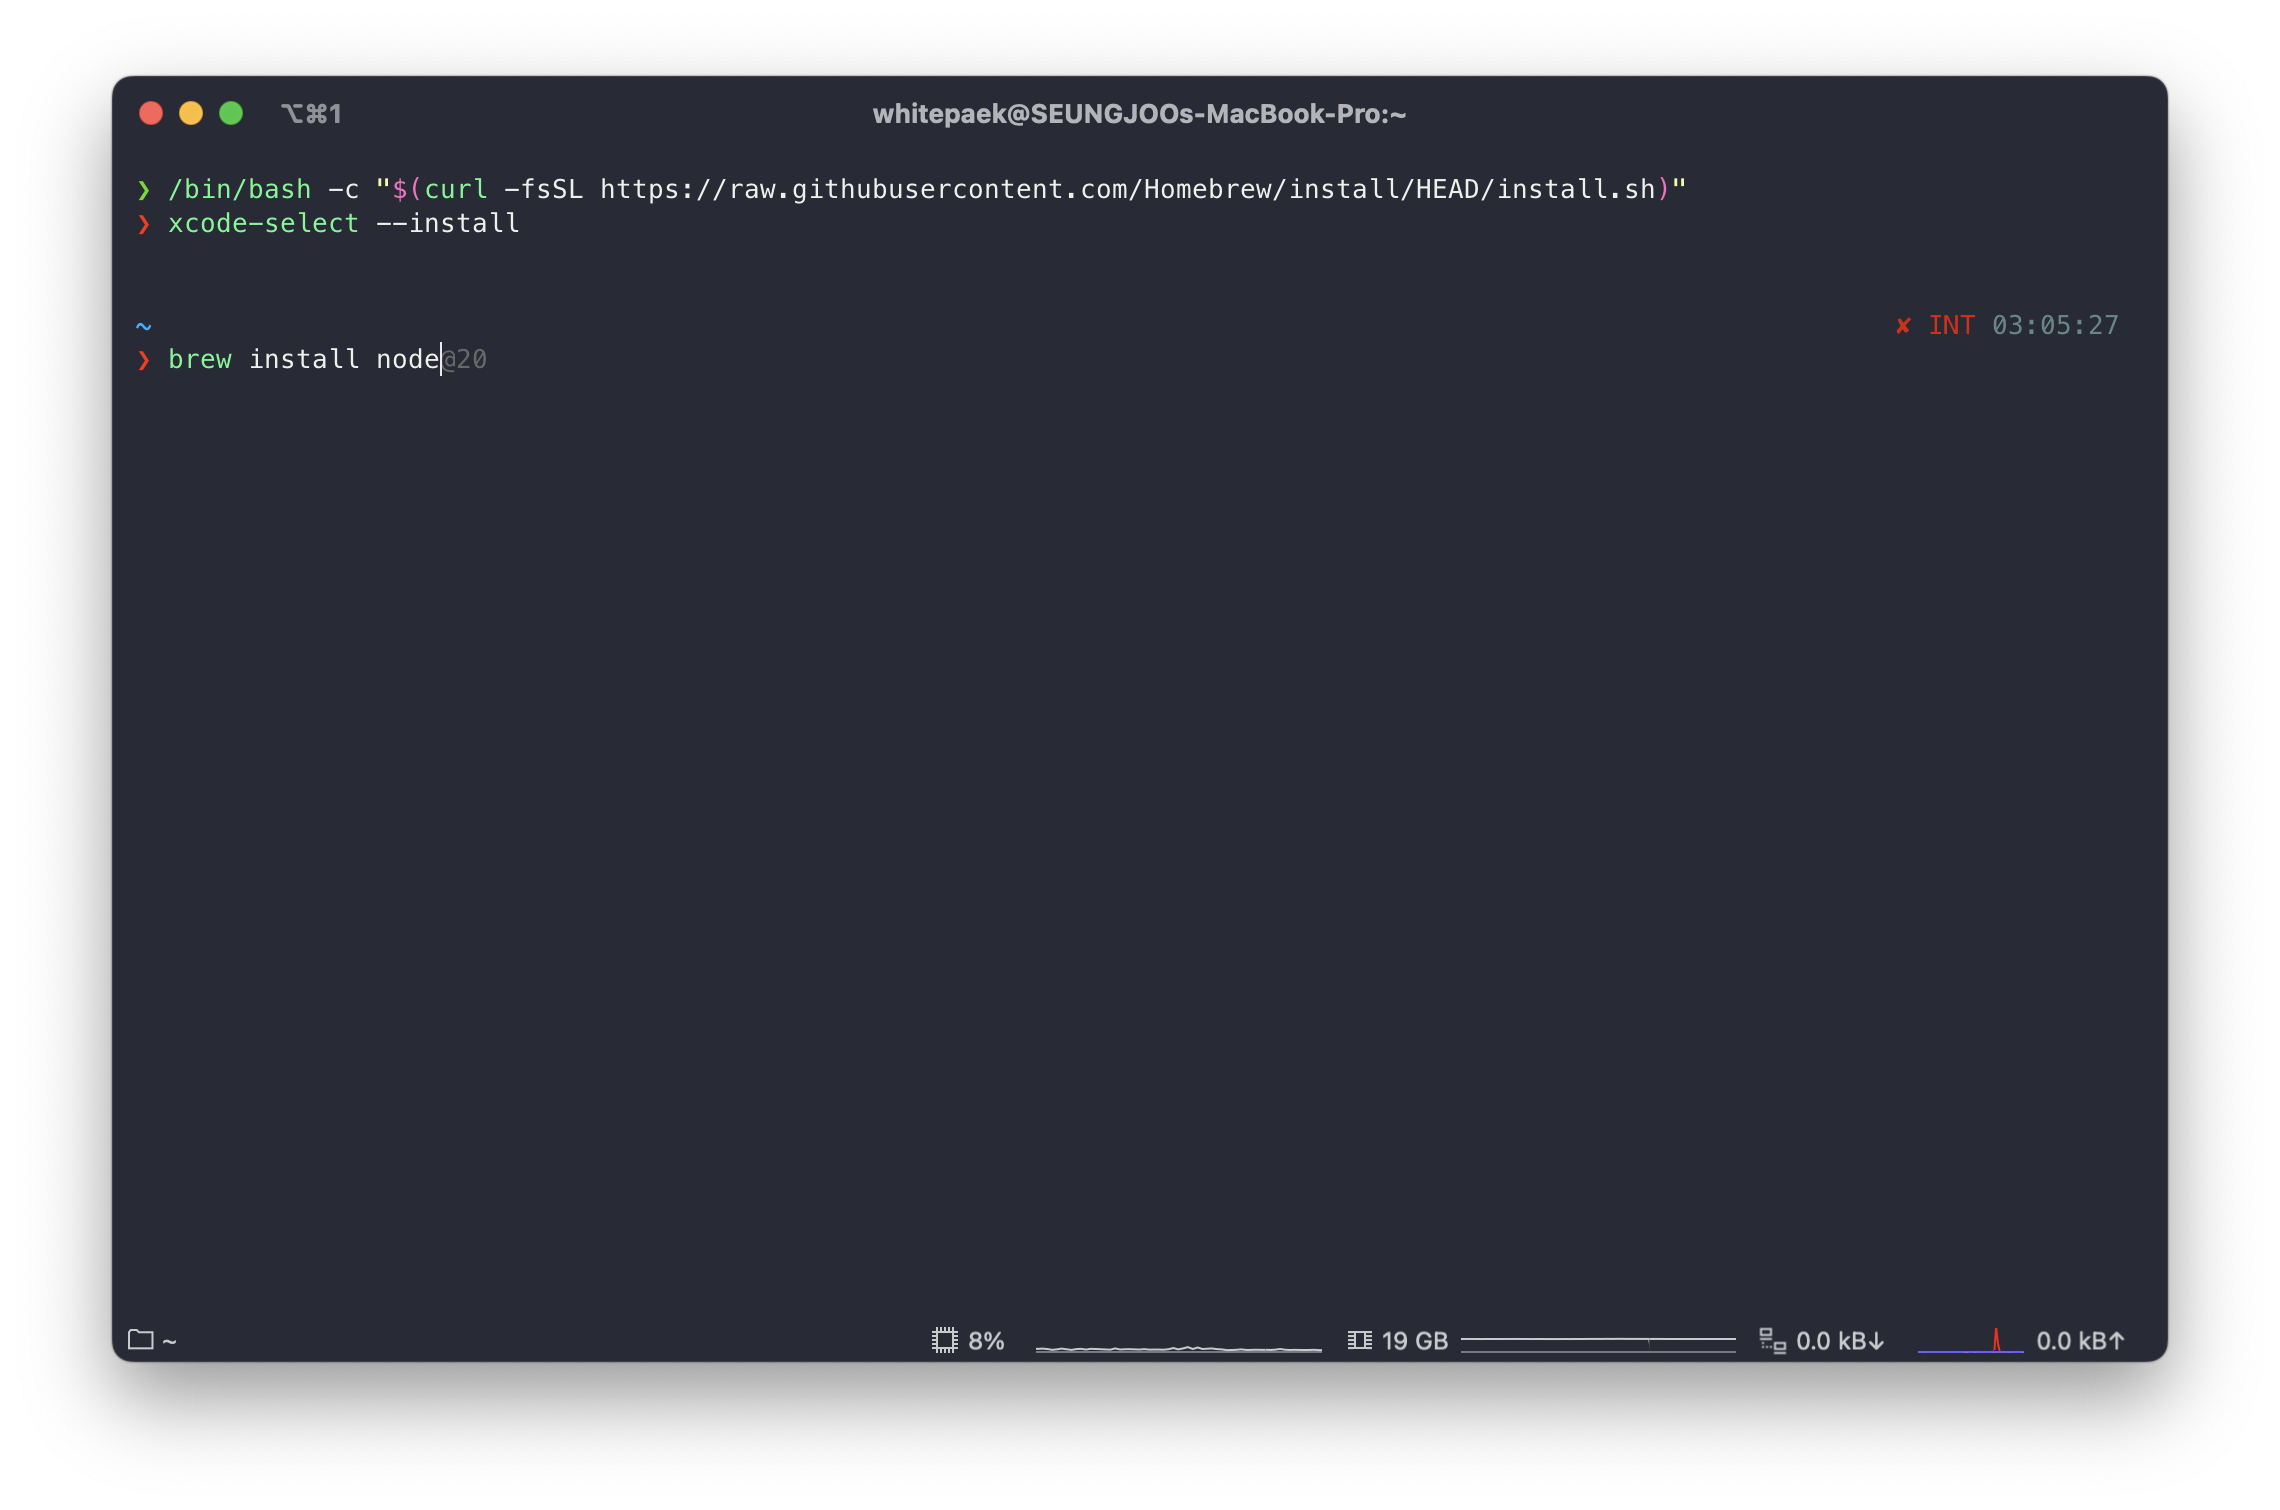 ⌥⌘1
whitepaek@SEUNGJOOs-MacBook-Pro:~
❯ /bin/bash -c "$(curl -fsSL https://raw.githubusercontent.com/Homebrew/install/HEAD/install.sh)"
❯ xcode-select --install
~ ✘ INT 03:05:27
❯ brew install node@20
~ 8% 19 GB 0.0 kB↓ 0.0 kB↑